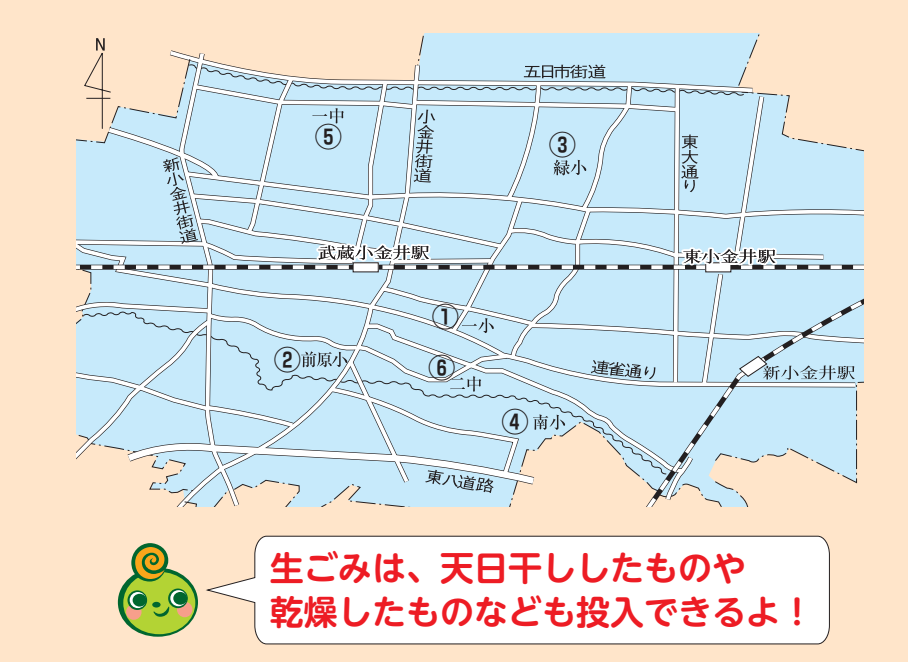 N
五日市街道
一中
⑤
小金井街道
③
緑小
東大通り
新小金井街道
武蔵小金井駅
東小金井駅
①一小
②前原小
⑥
二中
連雀通り
新小金井駅
④南小
東八道路
生ごみは、天日干ししたものや
乾燥したものなども投入できるよ！